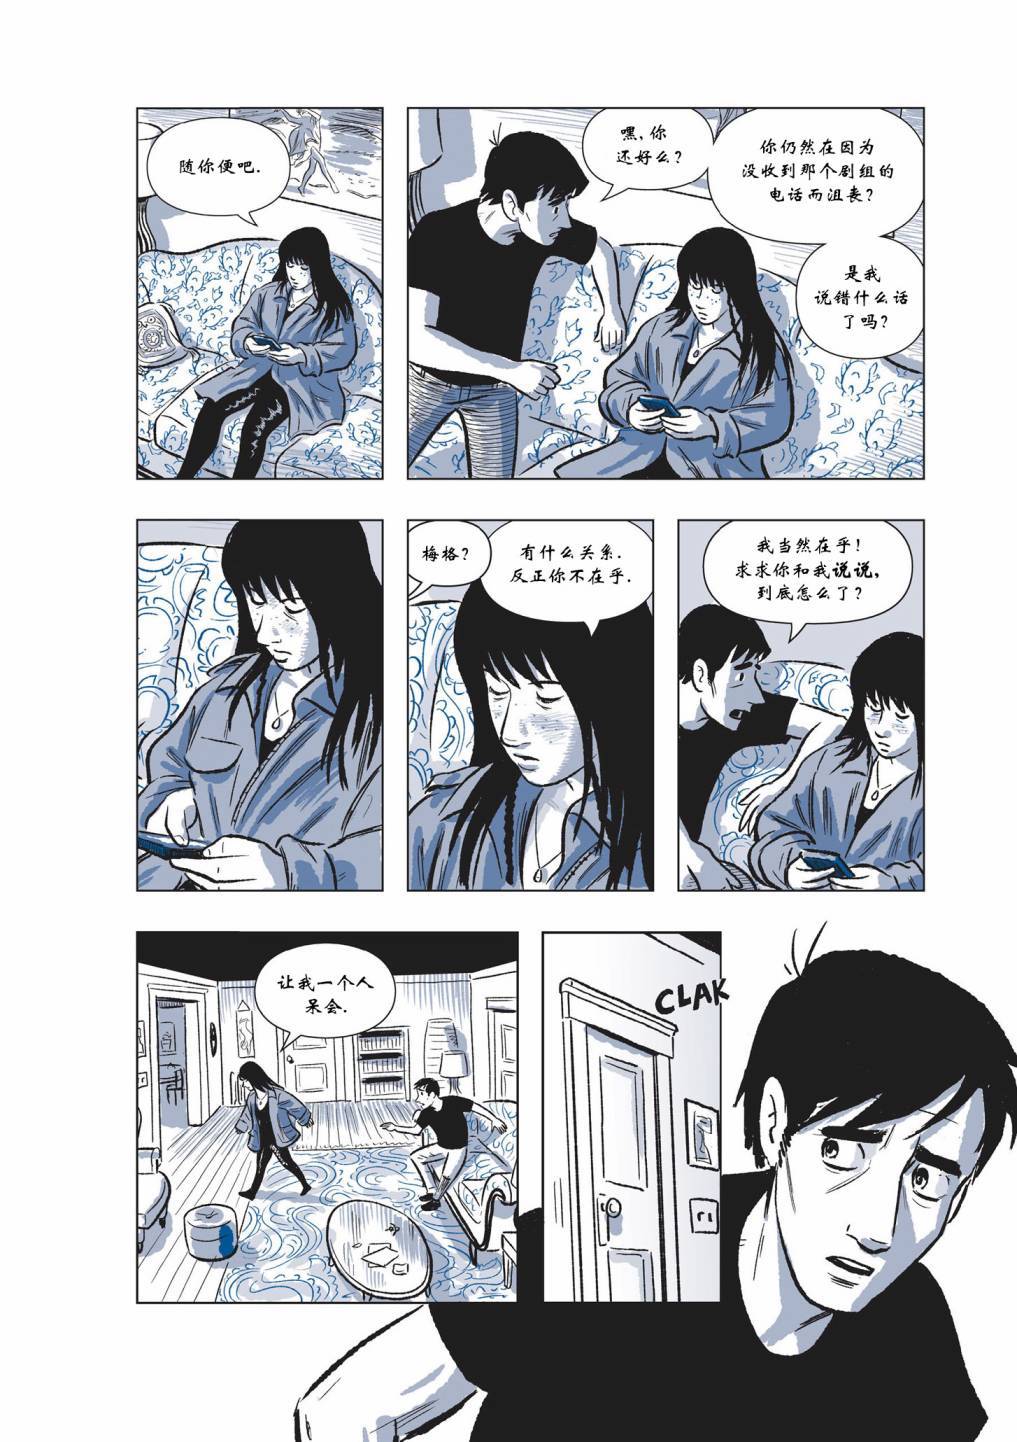 随你便吧.
嘿,你
还好么?
你仍然在因为
没收到那个剧组的
电话而沮丧?
是我
说错什么话
了吗?
梅格?
有什么关系.
反正你不在乎.
我当然在乎!
求求你和我说说,
到底怎么了?
让我一个人
呆会.
CLAK